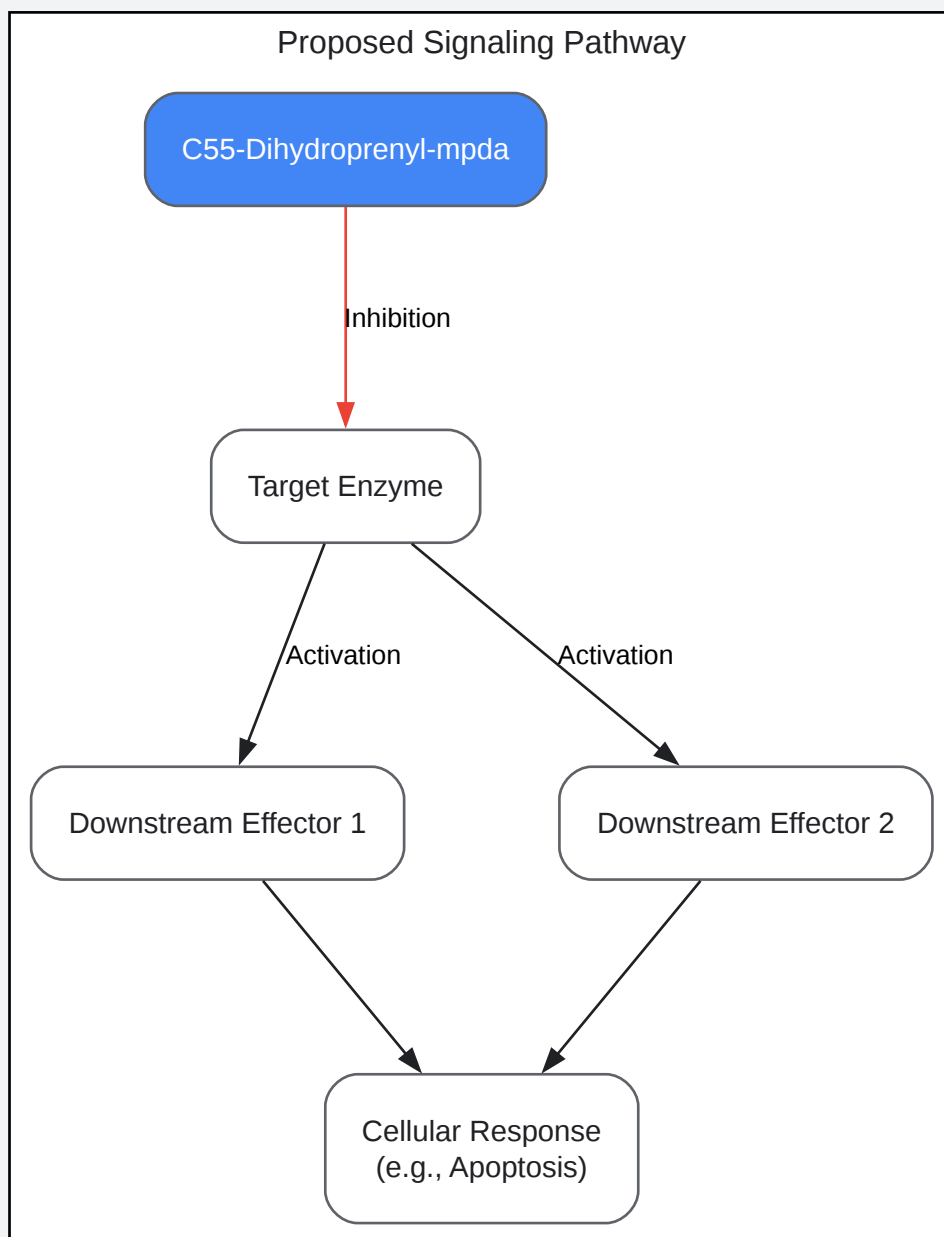 Proposed Signaling Pathway
C55-Dihydroprenyl-mpda
Inhibition
Target Enzyme
Activation
Activation
Downstream Effector 1
Downstream Effector 2
Cellular Response
(e.g., Apoptosis)